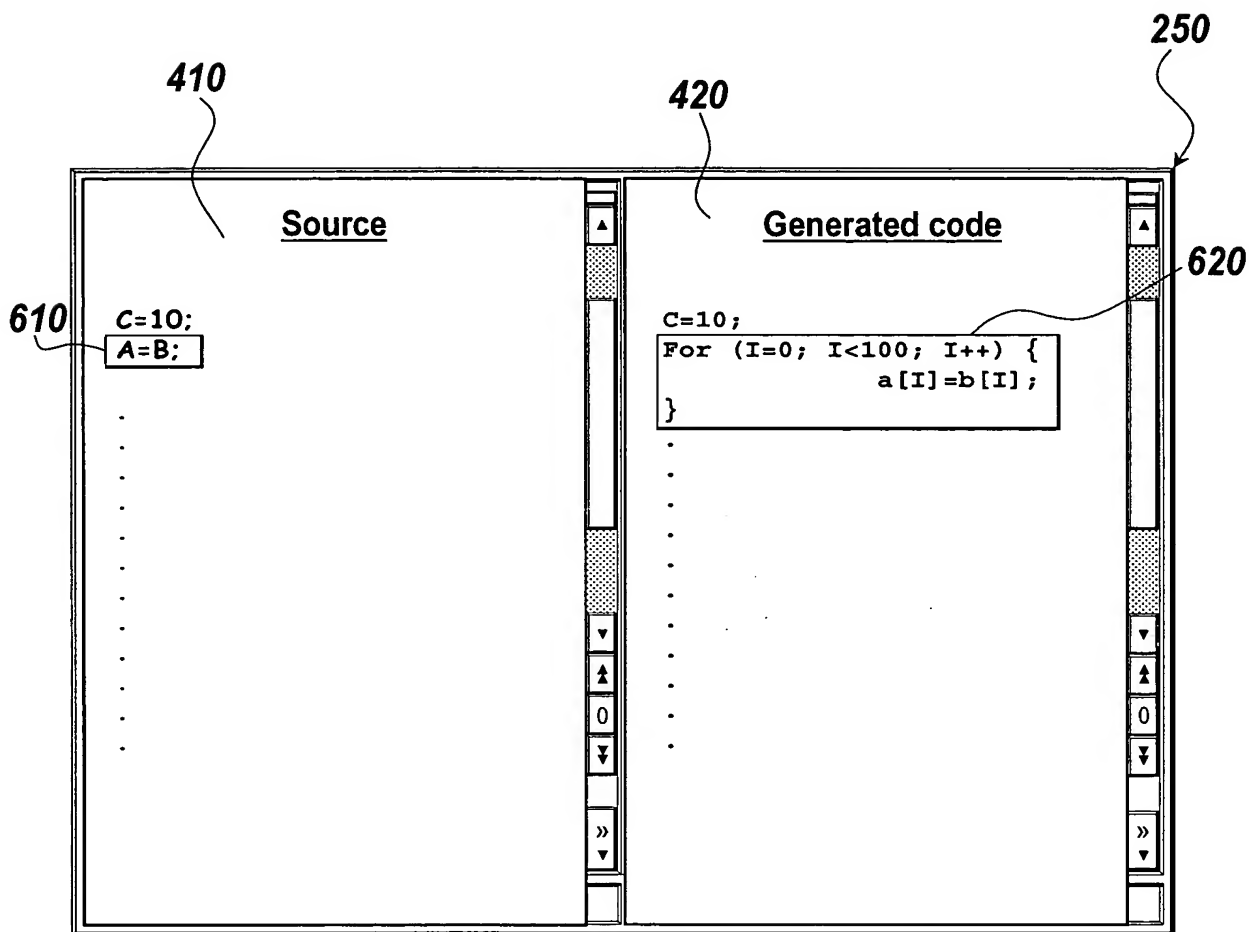 250
410
420
Source
Generated code
620
610
C=10;
A=B;
C=10;
For (I=0; I<100; I++) {
a[I]=b[I];
}
0
0
»
»